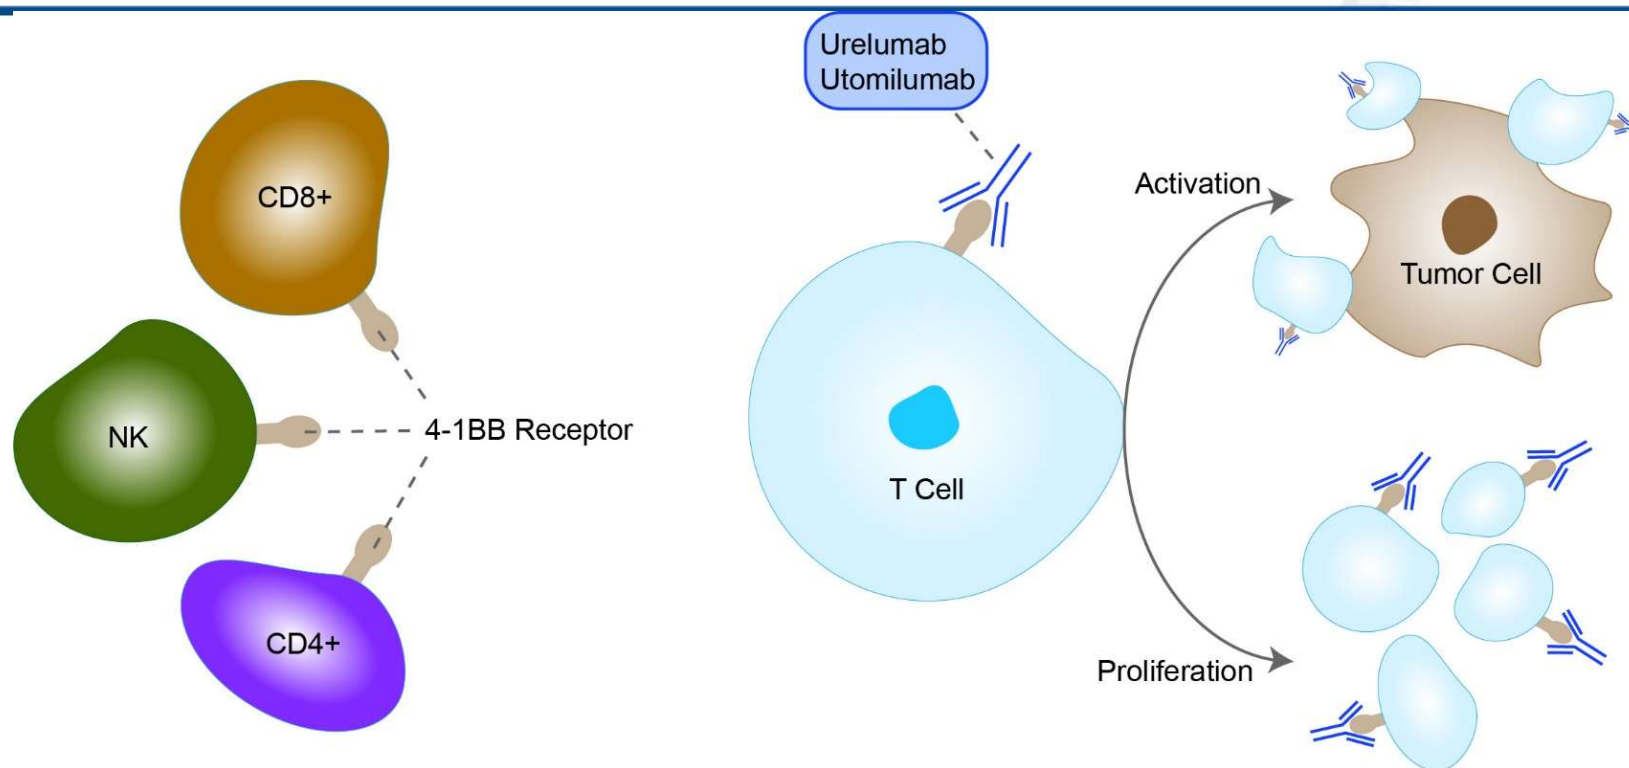 CD8+
NK
4-1BB Receptor
CD4+
Urelumab
Utomilumab
T Cell
Activation
Tumor Cell
Proliferation